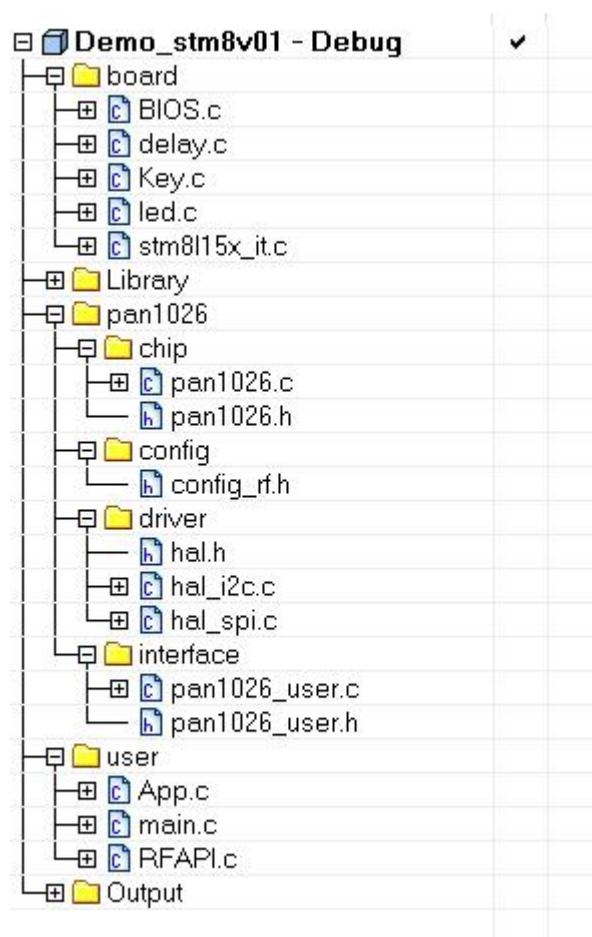 Demo_stm8v01 - Debug
board
BIOS.c
delay.c
Key.c
led.c
stm8l15x_it.c
Library
pan1026
chip
pan1026.c
pan1026.h
config
config_rf.h
driver
hal.h
hal_i2c.c
hal_spi.c
interface
pan1026_user.c
pan1026_user.h
user
App.c
main.c
RFAPI.c
Output